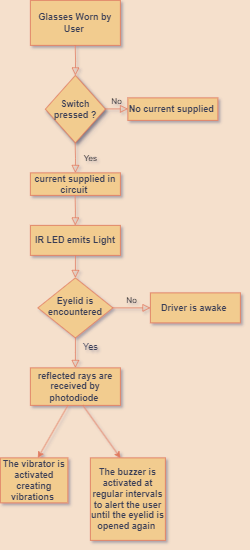 Glasses Worn by
User
Switch
pressed ?
No
No current supplied
Yes
current supplied in
circuit
IR LED emits Light
Eyelid is
encountered
No
Driver is awake
Yes
reflected rays are
received by
photodiode
The vibrator is
activated
creating
vibrations
The buzzer is
activated at
regular intervals
to alert the user
until the eyelid is
opened again